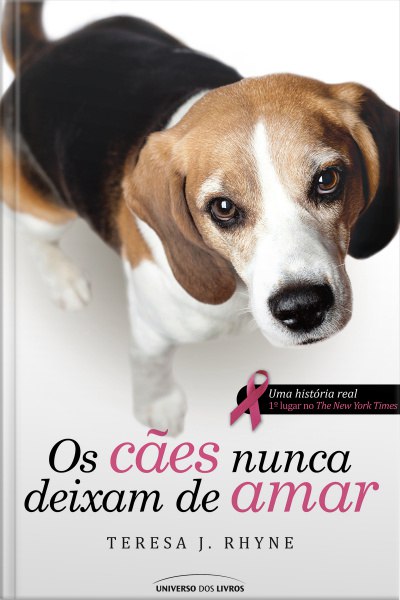 Uma história real
1º lugar no The New York Times
Os cães nunca
deixam de amar
TERESA J. RHYNE
UNIVERSO DOS LIVROS